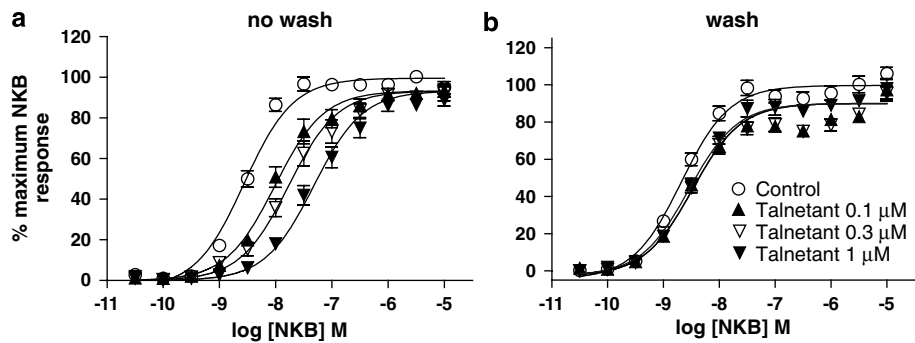 a
no wash
% maximum NKB
response
120
100
80
60
40
20
0
-11
-10
-9
-8
-7
-6
-5
log [NKB] M
b
wash
120
100
80
60
40
20
0
Control
Talnetant 0.1 µM
Talnetant 0.3 µM
Talnetant 1 µM
-11
-10
-9
-8
-7
-6
-5
log [NKB] M